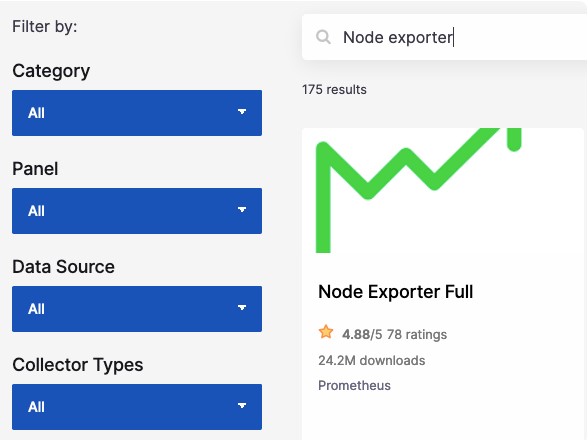 Filter by:
Category
All
Panel
All
Data Source
All
Collector Types
All
Node exporter
175 results
Node Exporter Full
4.88/5 78 ratings
24.2M downloads
Prometheus